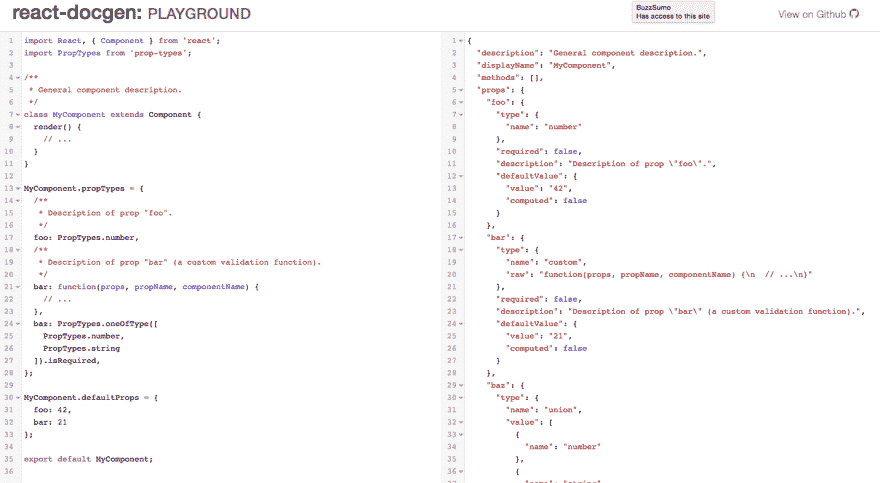 react-docgen: PLAYGROUND
BuzzSumo
Has access to this site
View on Github
1 import React, { Component } from 'react';
2 import PropTypes from 'prop-types';
3
4 /**
5 * General component description.
6 */
7 class MyComponent extends Component {
8 render() {
9 // ...
10 }
11 }
12
13 MyComponent.propTypes = {
14 /**
15 * Description of prop "foo".
16 */
17 foo: PropTypes.number,
18 /**
19 * Description of prop "bar" (a custom validation function).
20 */
21 bar: function(props, propName, componentName) {
22 // ...
23 },
24 baz: PropTypes.oneOfType([
25 PropTypes.number,
26 PropTypes.string
27 ]).isRequired,
28 };
29
30 MyComponent.defaultProps = {
31 foo: 42,
32 bar: 21
33 };
34
35 export default MyComponent;
36
1 {
2 "description": "General component description.",
3 "displayName": "MyComponent",
4 "methods": [],
5 "props": {
6 "foo": {
7 "type": {
8 "name": "number"
9 },
10 "required": false,
11 "description": "Description of prop \"foo\".",
12 "defaultValue": {
13 "value": "42",
14 "computed": false
15 }
16 },
17 "bar": {
18 "type": {
19 "name": "custom",
20 "raw": "function(props, propName, componentName) {\n // ...\n}"
21 },
22 "required": false,
23 "description": "Description of prop \"bar\" (a custom validation function).",
24 "defaultValue": {
25 "value": "21",
26 "computed": false
27 }
28 },
29 "baz": {
30 "type": {
31 "name": "union",
32 "value": [
33 {
34 "name": "number"
35 },
36 {